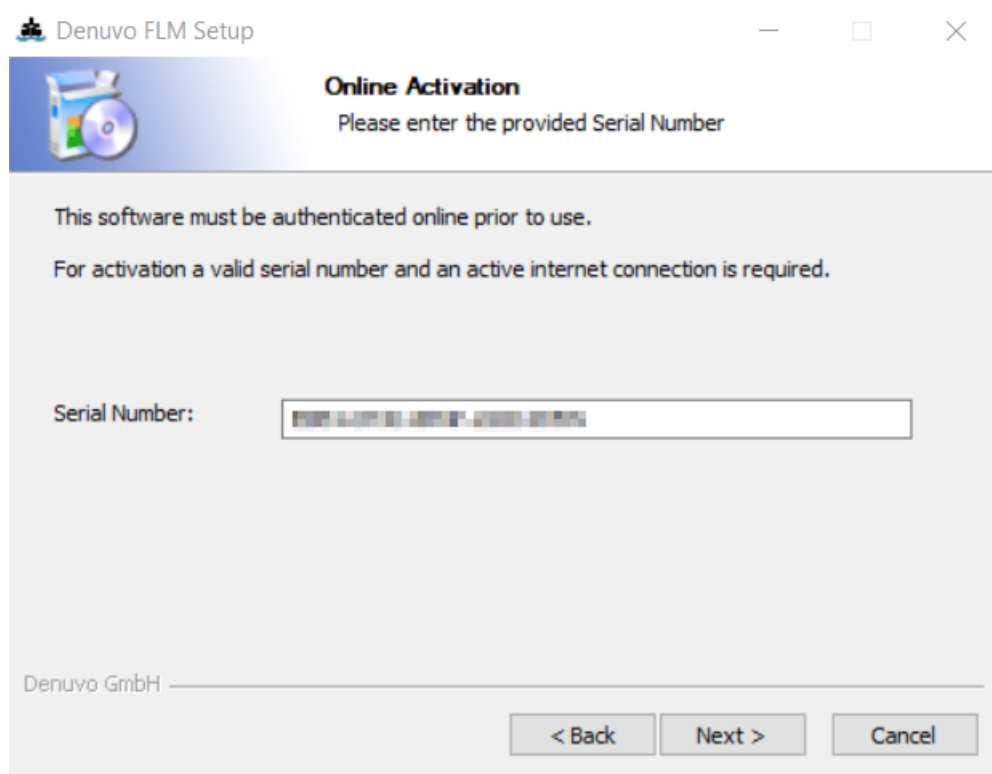 Denuvo FLM Setup
Online Activation
Please enter the provided Serial Number
This software must be authenticated online prior to use.
For activation a valid serial number and an active internet connection is required.
Serial Number:
Denuvo GmbH
< Back
Next >
Cancel